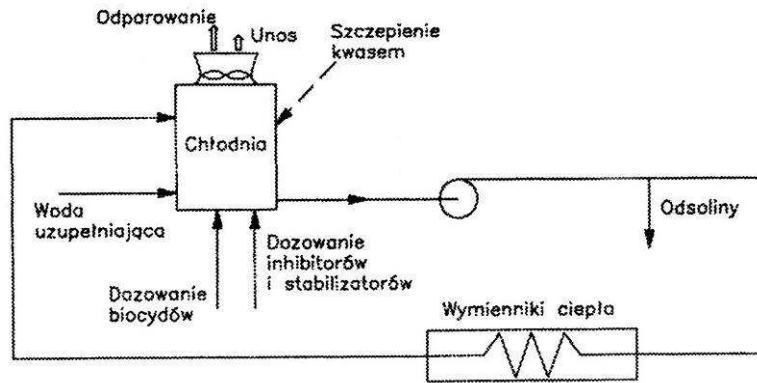 Odparowanie
Unos
Szczepienie
kwasem
Chłodnia
Woda
uzupełniająca
Odsoliny
Dozowanie
inhibitorów
i stabilizatorów
Dozowanie
biocydów
Wymienniki ciepła